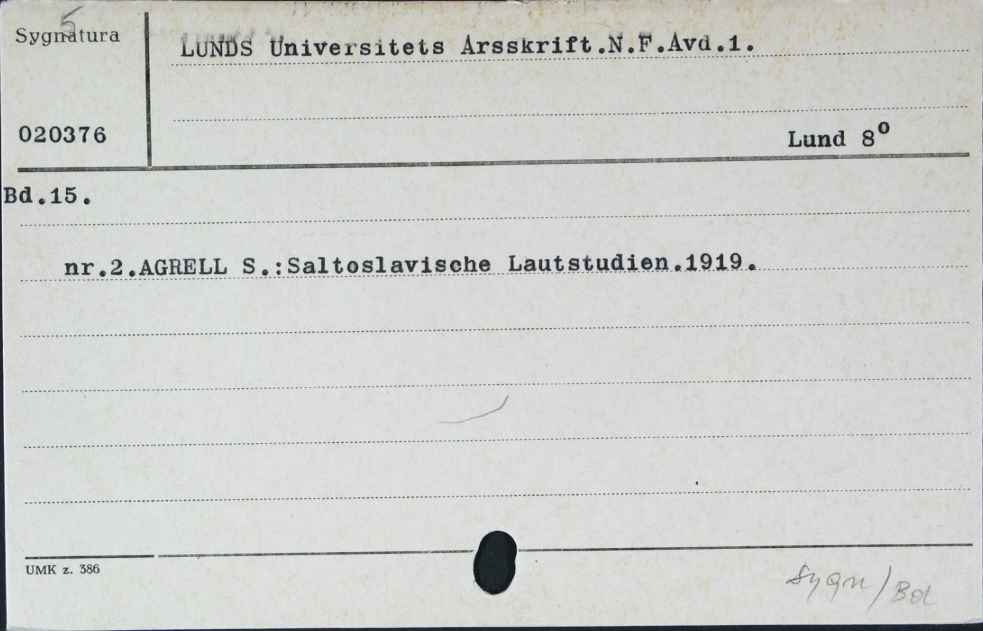 5
Sygnatura
LUNDS Universitets Arsskrift.N.F.Avd.1.
020376
Lund 8⁰
Bd.15.
nr.2.AGRELL S.:Saltoslavische Lautstudien.1919.
UMK z. 386
Sygn/Bol